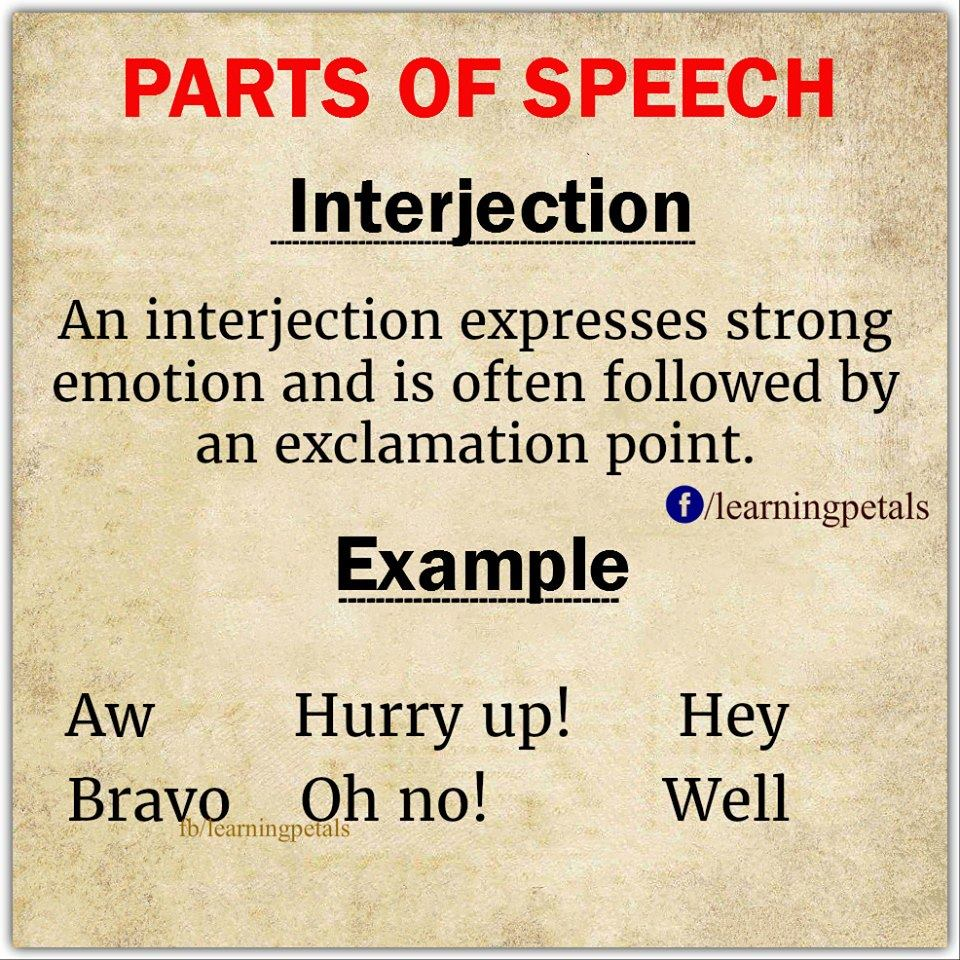 PARTS OF SPEECH
Interjection
An interjection expresses strong
emotion and is often followed by
an exclamation point.
f/learningpetals
Example
Aw Hurry up! Hey
Bravo Oh no! Well
fb/learningpetals